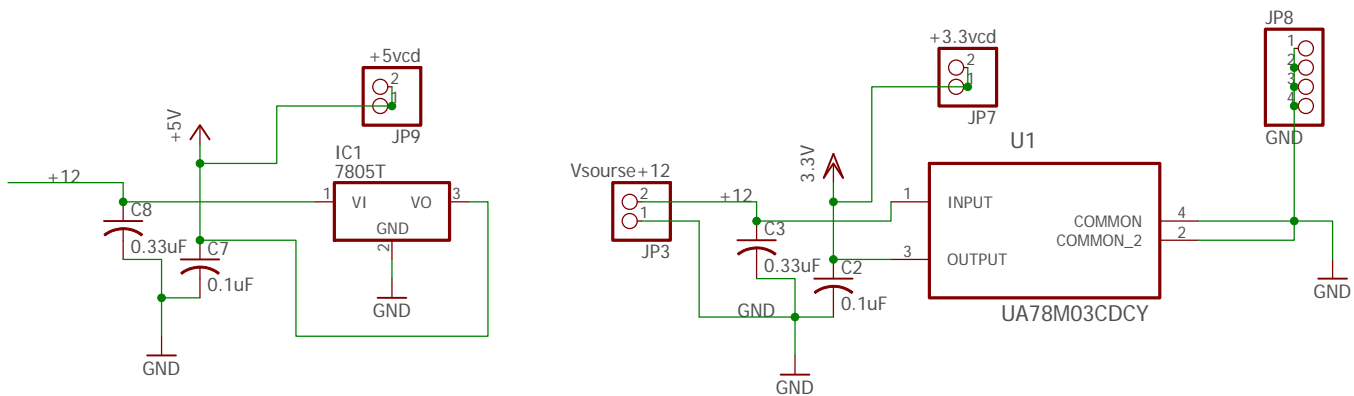 +5vcd
2
1
JP9
+5V
IC1
7805T
+12
1
VI
VO
3
GND
2
C8
0.33uF
C7
0.1uF
GND
GND
+3.3vcd
2
1
JP7
JP8
1
2
3
4
GND
U1
3.3V
Vsourse+12
2
1
JP3
+12
C3
0.33uF
C2
0.1uF
GND
GND
1
INPUT
3
OUTPUT
COMMON
4
COMMON_2
2
UA78M03CDCY
GND